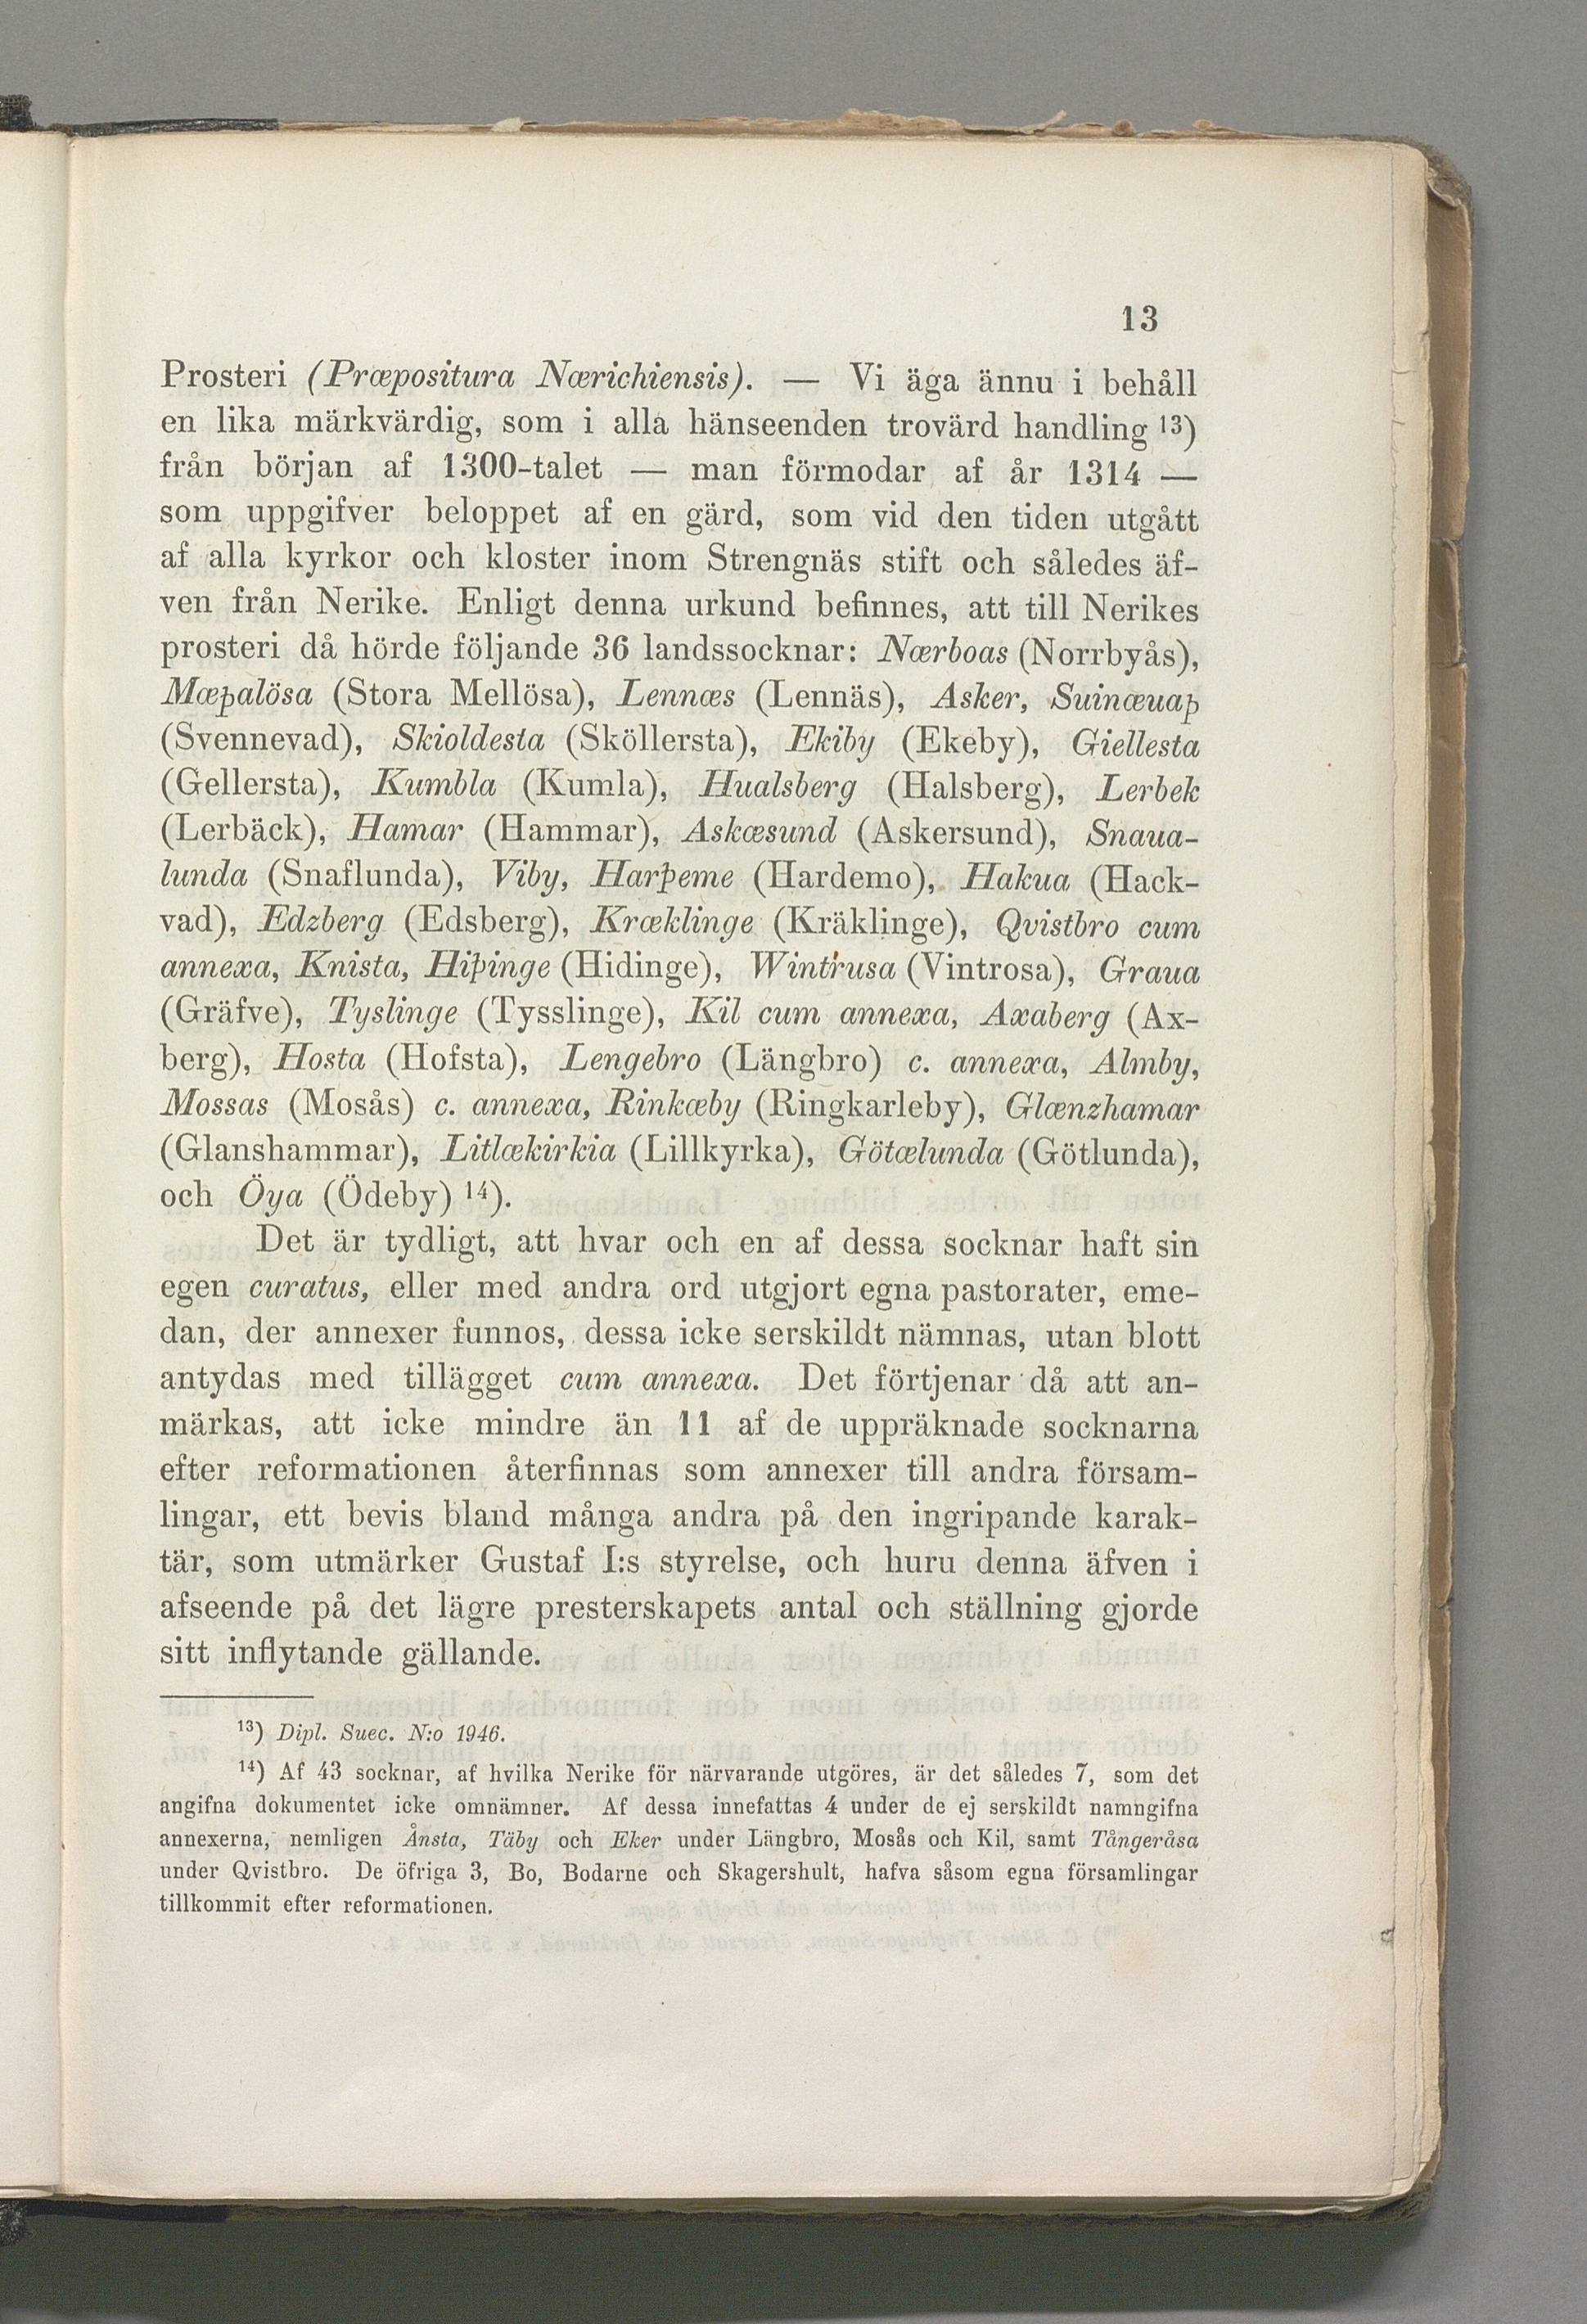 13
Prosteri (Præpositura Nærichiensis). — Vi äga ännu i behåll
en lika märkvärdig, som i alla hänseenden trovärd handling ¹³)
från början af 1300-talet — man förmodar af år 1314 —
som uppgifver beloppet af en gärd, som vid den tiden utgått
af alla kyrkor och kloster inom Strengnäs stift och således äf-
ven från Nerike. Enligt denna urkund befinnes, att till Nerikes
prosteri då hörde följande 36 landssocknar: Nærboas (Norrbyås),
Mæþalösa (Stora Mellösa), Lennæs (Lennäs), Asker, Suinæuaþ
(Svennevad), Skioldesta (Sköllersta), Ekiby (Ekeby), Giellesta
(Gellersta), Kumbla (Kumla), Hualsberg (Halsberg), Lerbek
(Lerbäck), Hamar (Hammar), Askæsund (Askersund), Snaua-
lunda (Snaflunda), Viby, Harþeme (Hardemo), Hakua (Hack-
vad), Edzberg (Edsberg), Kræklinge (Kräklinge), Qvistbro cum
annexa, Knista, Hiþinge (Hidinge), Wintrusa (Vintrosa), Graua
(Gräfve), Tyslinge (Tysslinge), Kil cum annexa, Axaberg (Ax-
berg), Hosta (Hofsta), Lengebro (Längbro) c. annexa, Almby,
Mossas (Mosås) c. annexa, Rinkæby (Ringkarleby), Glænzhamar
(Glanshammar), Litlækirkia (Lillkyrka), Götælunda (Götlunda),
och Öya (Ödeby) ¹⁴).
Det är tydligt, att hvar och en af dessa socknar haft sin
egen curatus, eller med andra ord utgjort egna pastorater, eme-
dan, der annexer funnos, dessa icke serskildt nämnas, utan blott
antydas med tillägget cum annexa. Det förtjenar då att an-
märkas, att icke mindre än 11 af de uppräknade socknarna
efter reformationen återfinnas som annexer till andra försam-
lingar, ett bevis bland många andra på den ingripande karak-
tär, som utmärker Gustaf I:s styrelse, och huru denna äfven i
afseende på det lägre presterskapets antal och ställning gjorde
sitt inflytande gällande.
¹³) Dipl. Suec. N:o 1946.
¹⁴) Af 43 socknar, af hvilka Nerike för närvarande utgöres, är det således 7, som det
angifna dokumentet icke omnämner. Af dessa innefattas 4 under de ej serskildt namngifna
annexerna, nemligen Ånsta, Täby och Eker under Längbro, Mosås och Kil, samt Tångeråsa
under Qvistbro. De öfriga 3, Bo, Bodarne och Skagershult, hafva såsom egna församlingar
tillkommit efter reformationen.